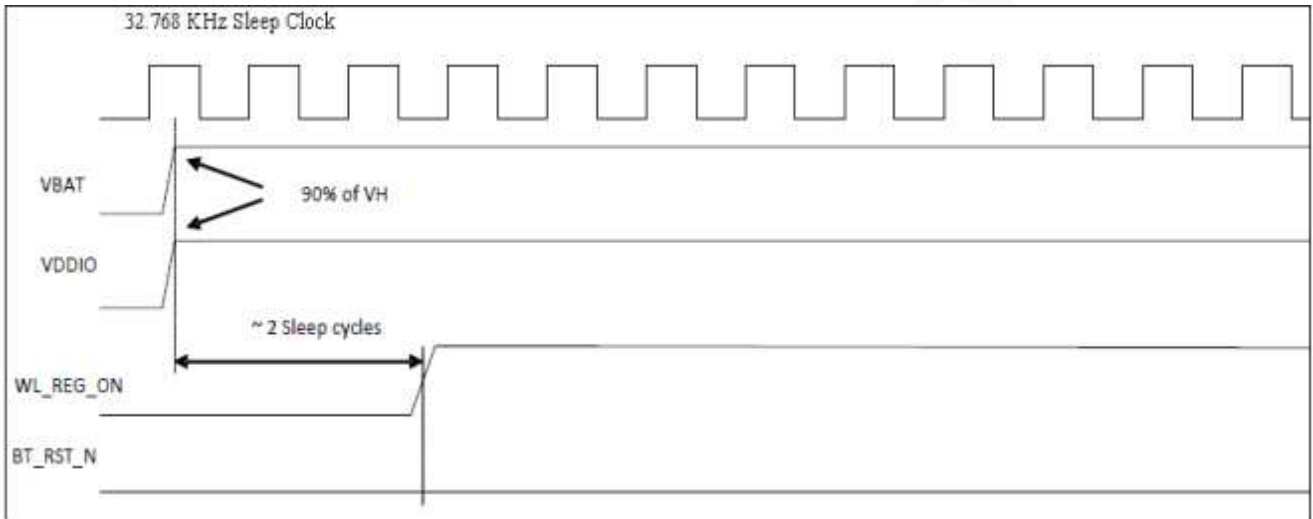 32.768 KHz Sleep Clock
VBAT
90% of VH
VDDIO
~ 2 Sleep cycles
WL_REG_ON
BT_RST_N